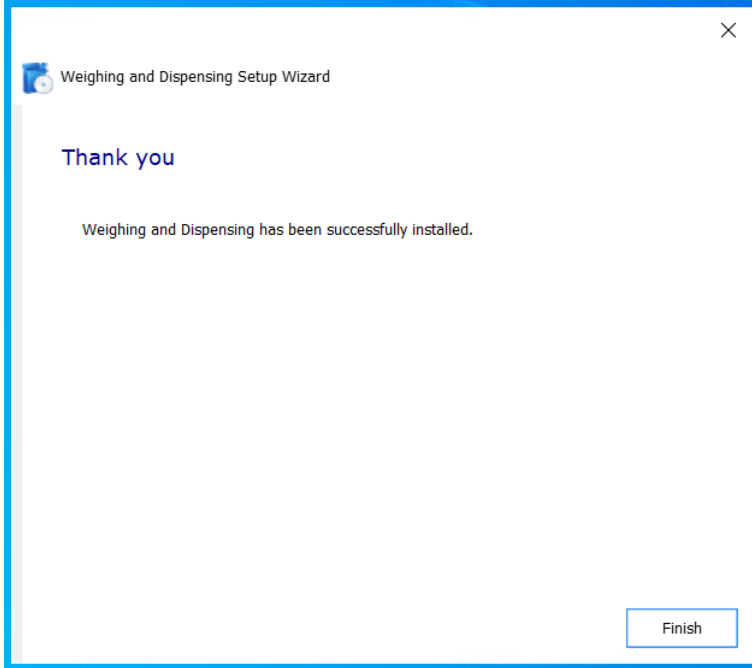 Weighing and Dispensing Setup Wizard
Thank you
Weighing and Dispensing has been successfully installed.
Finish